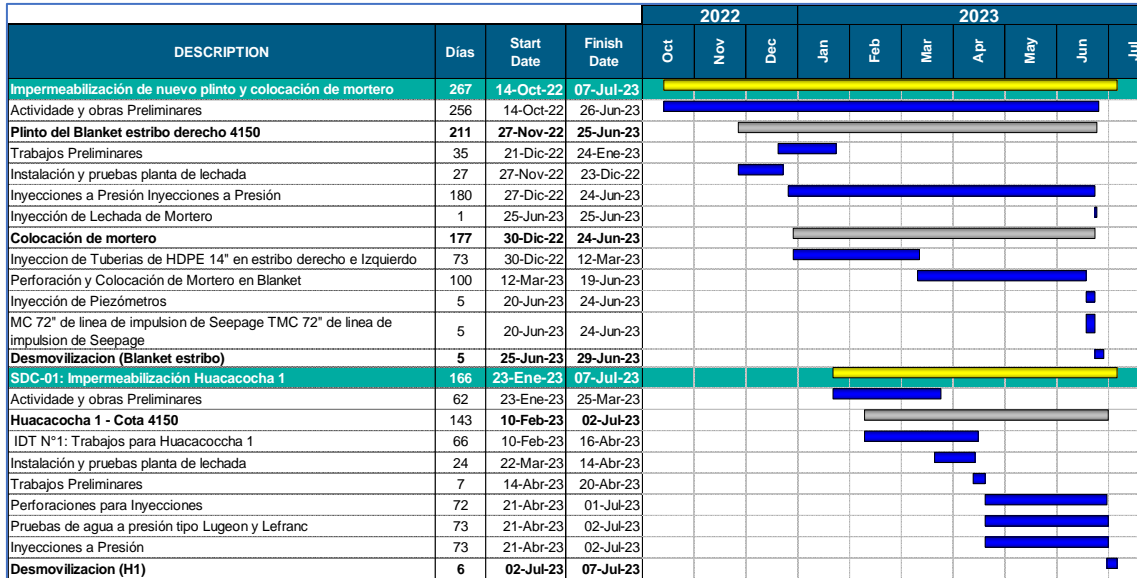 2022 2023
DESCRIPTION Días Start Date Finish Date Oct Nov Dec Jan Feb Mar Apr May Jun Jul
Impermeabilización de nuevo plinto y colocación de mortero 267 14-Oct-22 07-Jul-23
Actividade y obras Preliminares 256 14-Oct-22 26-Jun-23
Plinto del Blanket estribo derecho 4150 211 27-Nov-22 25-Jun-23
Trabajos Preliminares 35 21-Dic-22 24-Ene-23
Instalación y pruebas planta de lechada 27 27-Nov-22 23-Dic-22
Inyecciones a Presión Inyecciones a Presión 180 27-Dic-22 24-Jun-23
Inyección de Lechada de Mortero 1 25-Jun-23 25-Jun-23
Colocación de mortero 177 30-Dic-22 24-Jun-23
Inyeccion de Tuberias de HDPE 14" en estribo derecho e Izquierdo 73 30-Dic-22 12-Mar-23
Perforación y Colocación de Mortero en Blanket 100 12-Mar-23 19-Jun-23
Inyección de Piezómetros 5 20-Jun-23 24-Jun-23
MC 72" de linea de impulsion de Seepage TMC 72" de linea de
impulsion de Seepage 5 20-Jun-23 24-Jun-23
Desmovilizacion (Blanket estribo) 5 25-Jun-23 29-Jun-23
SDC-01: Impermeabilización Huacacocha 1 166 23-Ene-23 07-Jul-23
Actividade y obras Preliminares 62 23-Ene-23 25-Mar-23
Huacacocha 1 - Cota 4150 143 10-Feb-23 02-Jul-23
IDT N°1: Trabajos para Huacacoccha 1 66 10-Feb-23 16-Abr-23
Instalación y pruebas planta de lechada 24 22-Mar-23 14-Abr-23
Trabajos Preliminares 7 14-Abr-23 20-Abr-23
Perforaciones para Inyecciones 72 21-Abr-23 01-Jul-23
Pruebas de agua a presión tipo Lugeon y Lefranc 73 21-Abr-23 02-Jul-23
Inyecciones a Presión 73 21-Abr-23 02-Jul-23
Desmovilizacion (H1) 6 02-Jul-23 07-Jul-23